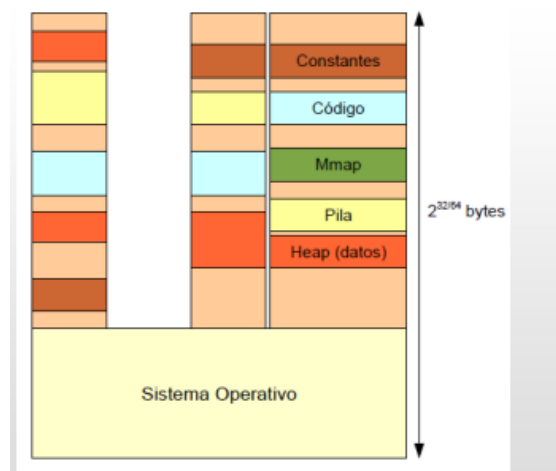 Constantes
Código
Mmap
Pila
2^32/64 bytes
Heap (datos)
Sistema Operativo